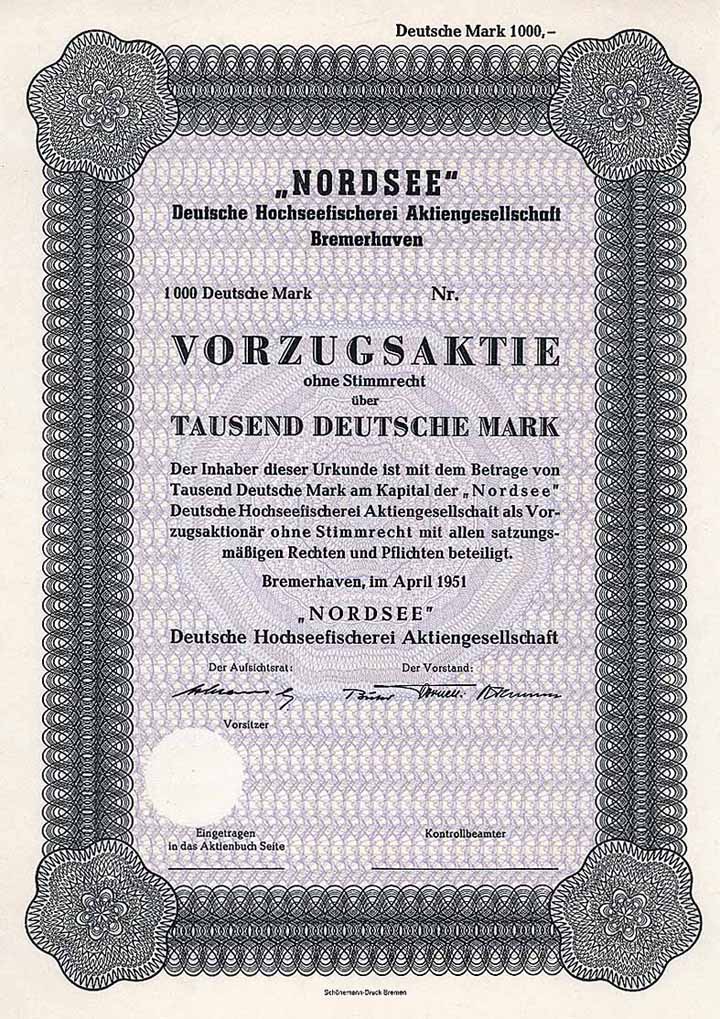 Deutsche Mark 1000,–
„NORDSEE“
Deutsche Hochseefischerei Aktiengesellschaft
Bremerhaven
1 000 Deutsche Mark Nr.
VORZUGSAKTIE
ohne Stimmrecht
über
TAUSEND DEUTSCHE MARK
Der Inhaber dieser Urkunde ist mit dem Betrage von
Tausend Deutsche Mark am Kapital der „Nordsee“
Deutsche Hochseefischerei Aktiengesellschaft als Vor-
zugsaktionär ohne Stimmrecht mit allen satzungs-
mäßigen Rechten und Pflichten beteiligt.
Bremerhaven, im April 1951
„NORDSEE“
Deutsche Hochseefischerei Aktiengesellschaft
Der Aufsichtsrat: Der Vorstand:
Vorsitzer
Eingetragen Kontrollbeamter
in das Aktienbuch Seite
Schünemann-Druck Bremen